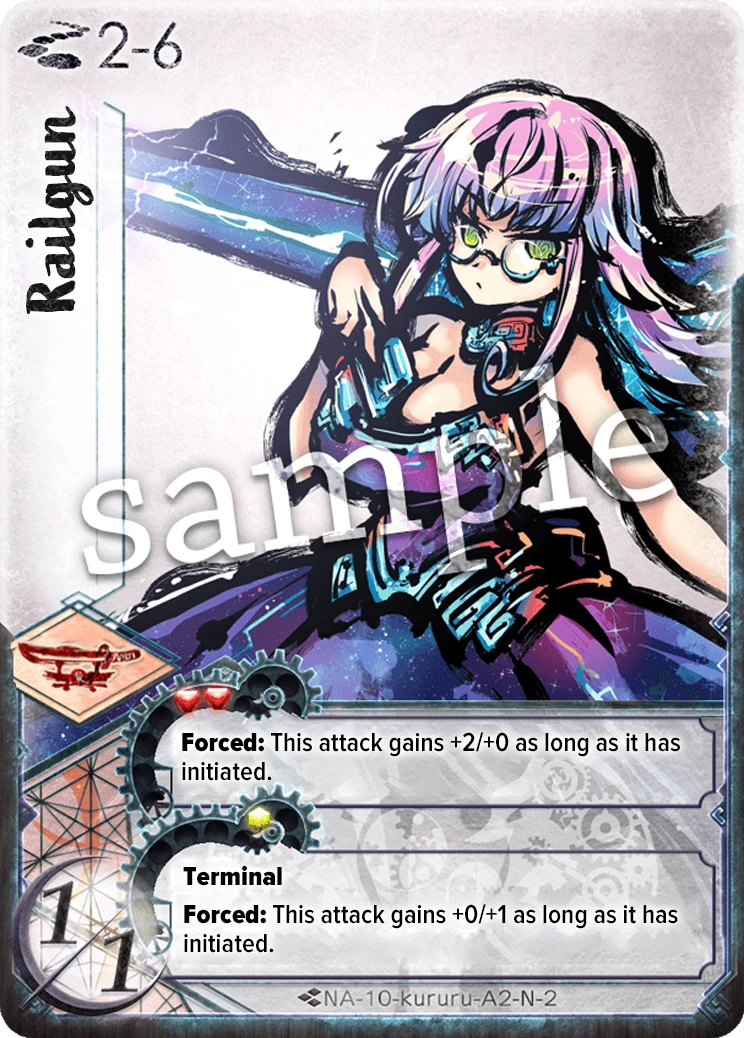 2-6
Railgun
sample
Forced: This attack gains +2/+0 as long as it has
initiated.
Terminal
Forced: This attack gains +0/+1 as long as it has
initiated.
1/1
NA-10-kururu-A2-N-2